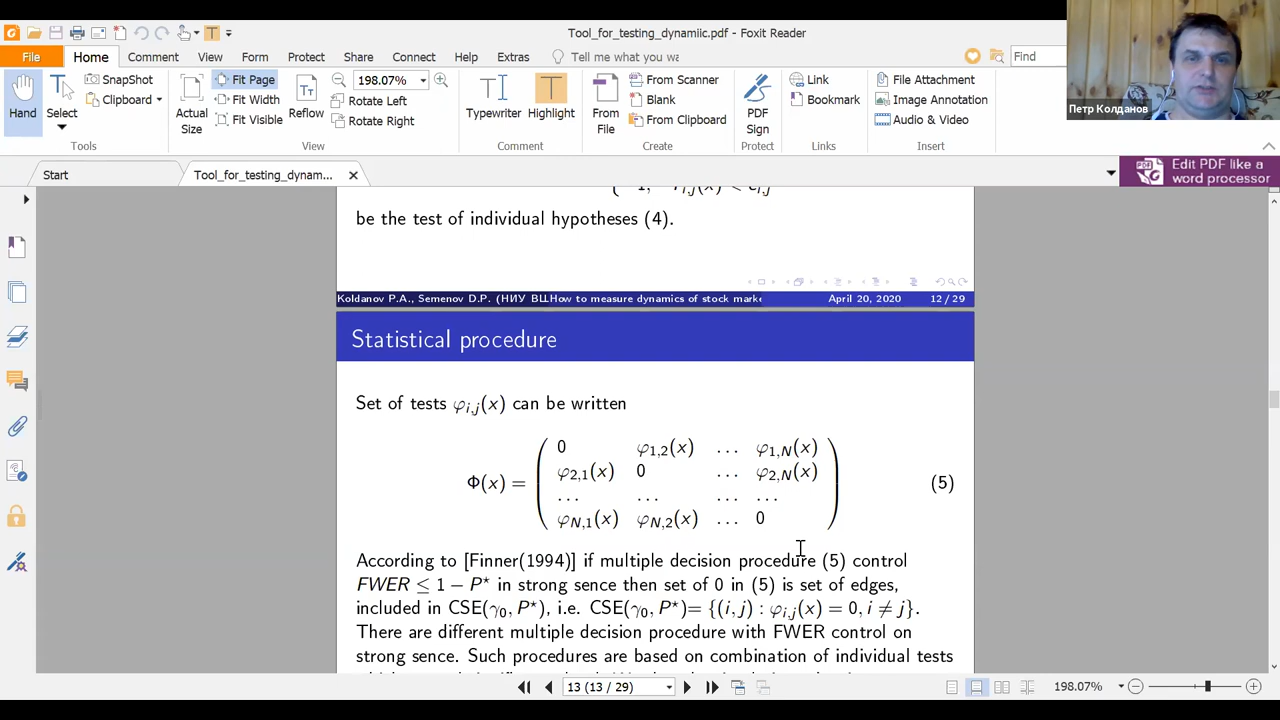 Tool_for_testing_dynamiic.pdf - Foxit Reader
File Home Comment View Form Protect Share Connect Help Extras Tell me what you wa Find
Hand Select SnapShot Clipboard Actual Size Fit Page Fit Width Fit Visible Reflow 198.07% Rotate Left Rotate Right Typewriter Highlight From File From Scanner Blank From Clipboard PDF Sign Link Bookmark File Attachment Image Annotation Audio & Video
Tools View Comment Create Protect Links Insert
Петр Колданов
Start Tool_for_testing_dynam...
Edit PDF like a
word processor
be the test of individual hypotheses (4).
Koldanov P.A., Semenov D.P. (НИУ ВШ How to measure dynamics of stock marke April 20, 2020 12 / 29
Statistical procedure
Set of tests φi,j(x) can be written
Φ(x) = ( 0 φ1,2(x) ... φ1,N(x)
φ2,1(x) 0 ... φ2,N(x)
... ... ... ...
φN,1(x) φN,2(x) ... 0 ) (5)
According to [Finner(1994)] if multiple decision procedure (5) control
FWER ≤ 1 − P⋆ in strong sence then set of 0 in (5) is set of edges,
included in CSE(γ0, P⋆), i.e. CSE(γ0, P⋆)= {(i, j) : φi,j(x) = 0, i ≠ j}.
There are different multiple decision procedure with FWER control on
strong sence. Such procedures are based on combination of individual tests
13 (13 / 29) 198.07%